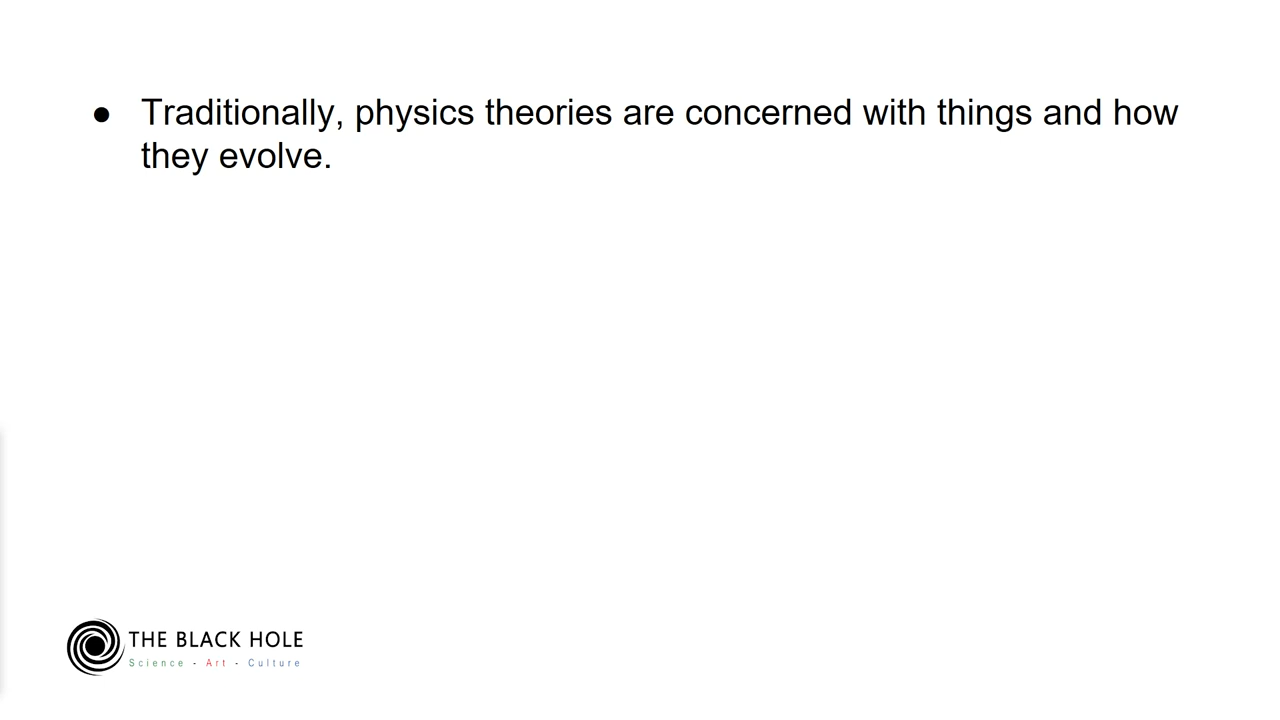 ● Traditionally, physics theories are concerned with things and how
they evolve.
THE BLACK HOLE
Science - Art - Culture